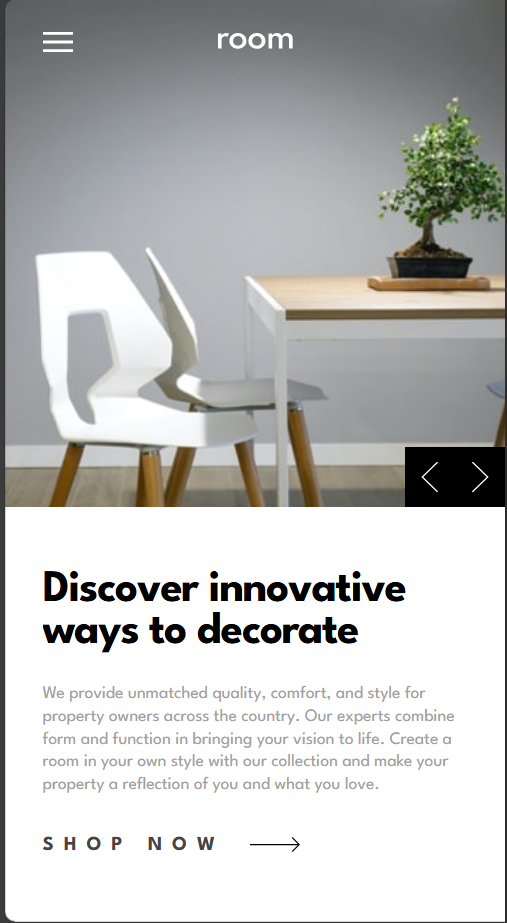 room
Discover innovative
ways to decorate
We provide unmatched quality, comfort, and style for
property owners across the country. Our experts combine
form and function in bringing your vision to life. Create a
room in your own style with our collection and make your
property a reflection of you and what you love.
SHOP NOW